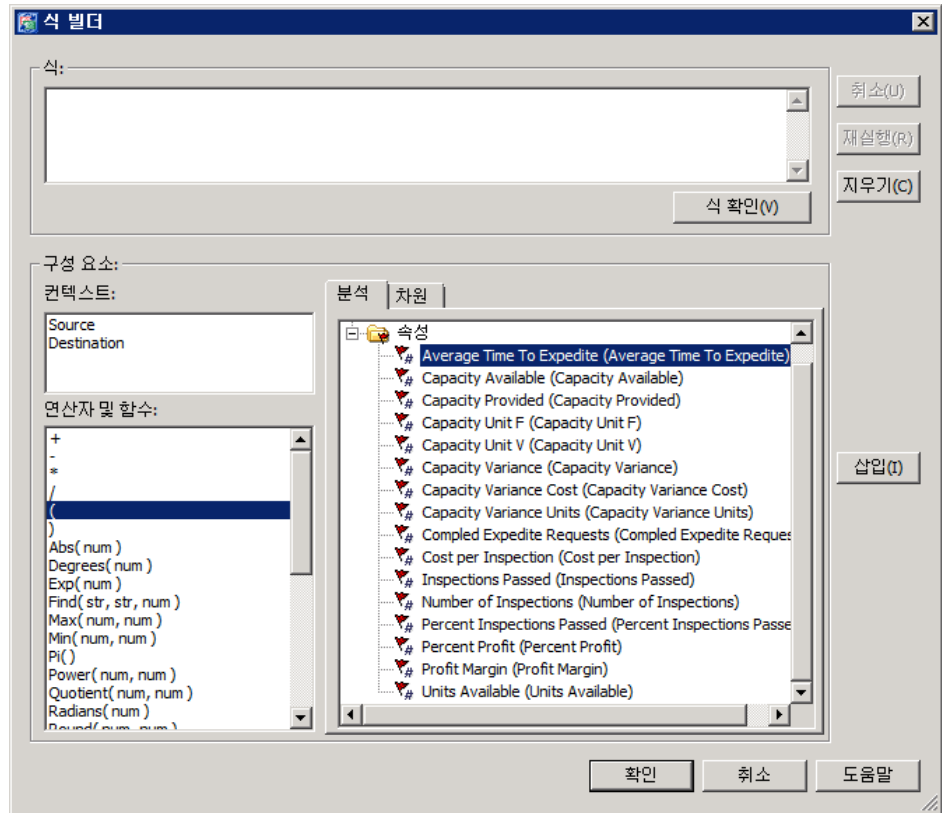 식 빌더
식:
취소(U)
재실행(R)
지우기(C)
식 확인(V)
구성 요소:
컨텍스트:
Source
Destination
연산자 및 함수:
+
-
*
/
(
)
Abs( num )
Degrees( num )
Exp( num )
Find( str, str, num )
Max( num, num )
Min( num, num )
Pi( )
Power( num, num )
Quotient( num, num )
Radians( num )
Round( num, num )
분석
차원
속성
Average Time To Expedite (Average Time To Expedite)
Capacity Available (Capacity Available)
Capacity Provided (Capacity Provided)
Capacity Unit F (Capacity Unit F)
Capacity Unit V (Capacity Unit V)
Capacity Variance (Capacity Variance)
Capacity Variance Cost (Capacity Variance Cost)
Capacity Variance Units (Capacity Variance Units)
Compled Expedite Requests (Compled Expedite Reques
Cost per Inspection (Cost per Inspection)
Inspections Passed (Inspections Passed)
Number of Inspections (Number of Inspections)
Percent Inspections Passed (Percent Inspections Passe
Percent Profit (Percent Profit)
Profit Margin (Profit Margin)
Units Available (Units Available)
삽입(I)
확인
취소
도움말